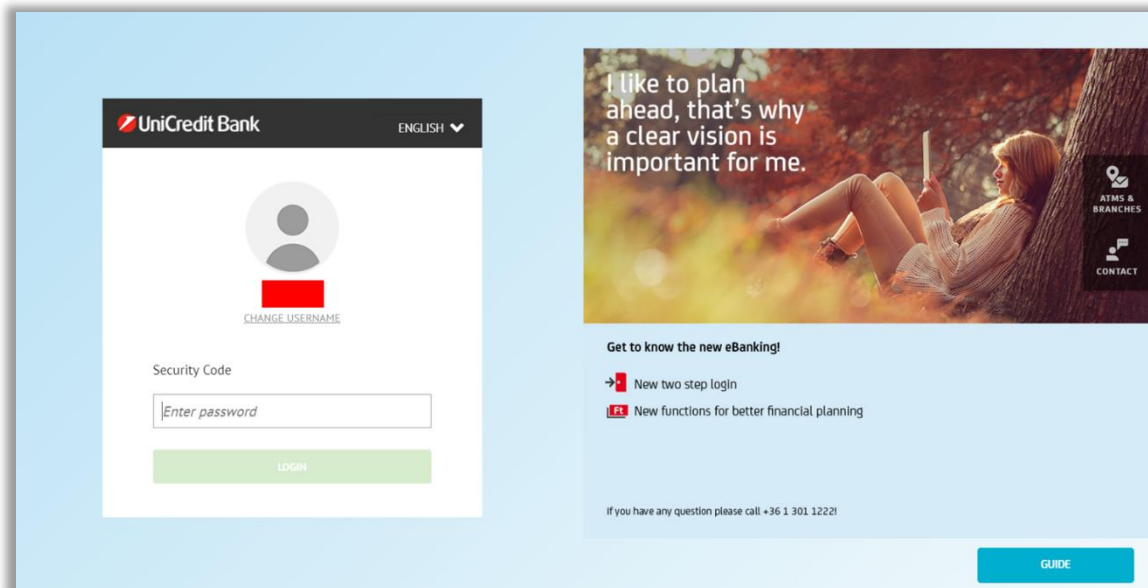 UniCredit Bank
ENGLISH
CHANGE USERNAME
Security Code
Enter password
LOGIN
I like to plan
ahead, that's why
a clear vision is
important for me.
ATMS &
BRANCHES
CONTACT
Get to know the new eBanking!
New two step login
Ft New functions for better financial planning
If you have any question please call +36 1 301 1222!
GUIDE